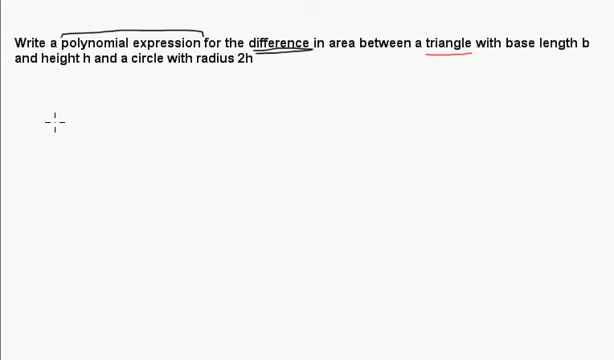 Write a polynomial expression for the difference in area between a triangle with base length b
and height h and a circle with radius 2h